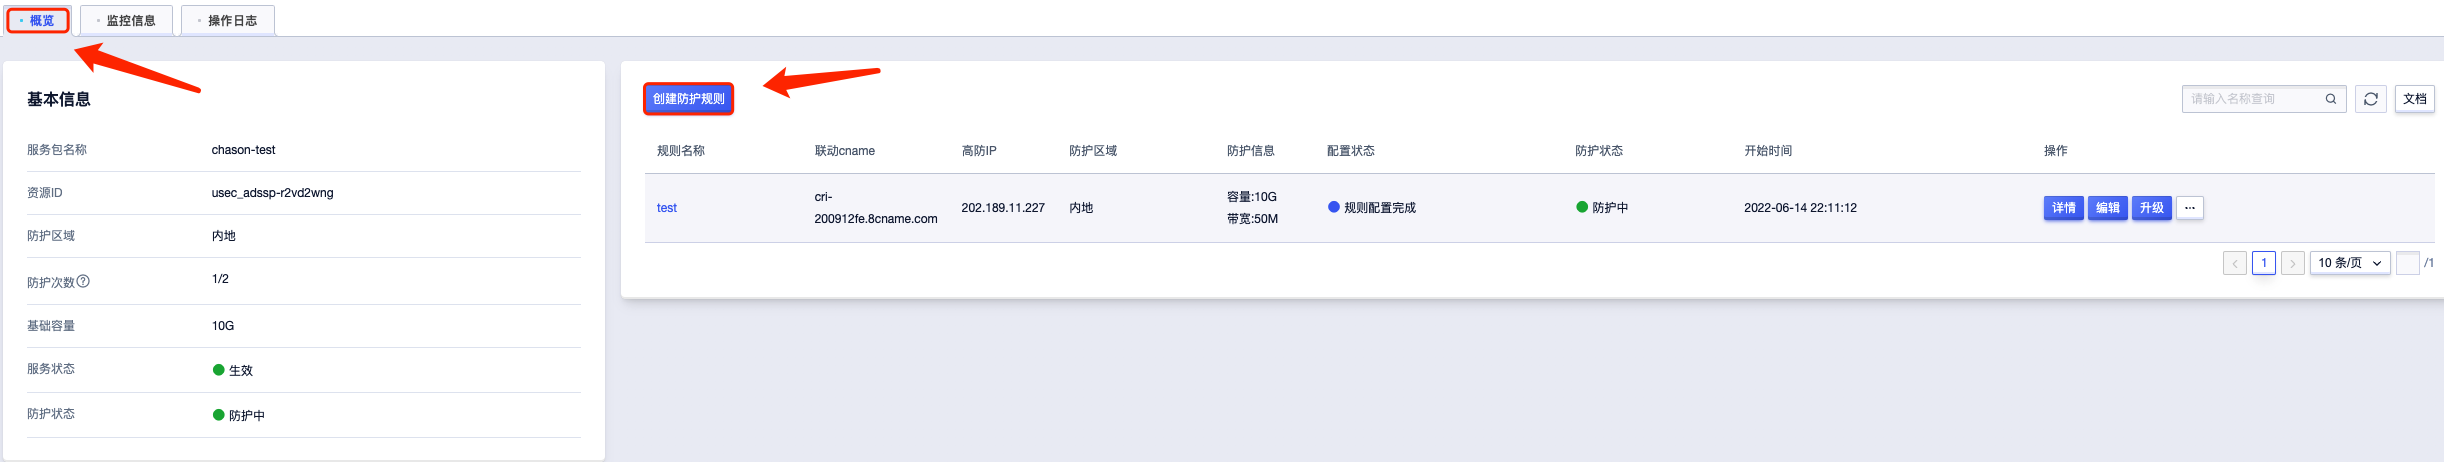 概览
监控信息
操作日志
基本信息
服务包名称 chason-test
资源ID usec_adssp-r2vd2wng
防护区域 内地
防护次数 1/2
基础容量 10G
服务状态 生效
防护状态 防护中
创建防护规则
请输入名称查询
文档
规则名称 联动cname 高防IP 防护区域 防护信息 配置状态 防护状态 开始时间 操作
test
cri-
200912fe.8cname.com
202.189.11.227
内地
容量:10G
带宽:50M
规则配置完成
防护中
2022-06-14 22:11:12
详情 编辑 升级 ···
1 10 条/页 /1